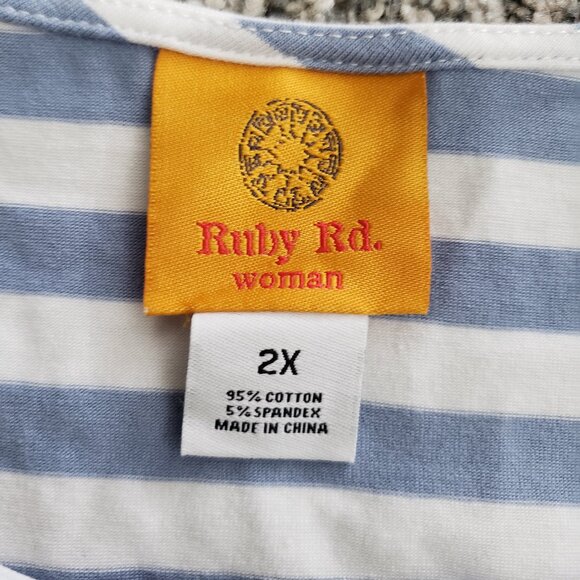 Ruby Rd.
woman
2X
95% COTTON
5% SPANDEX
MADE IN CHINA